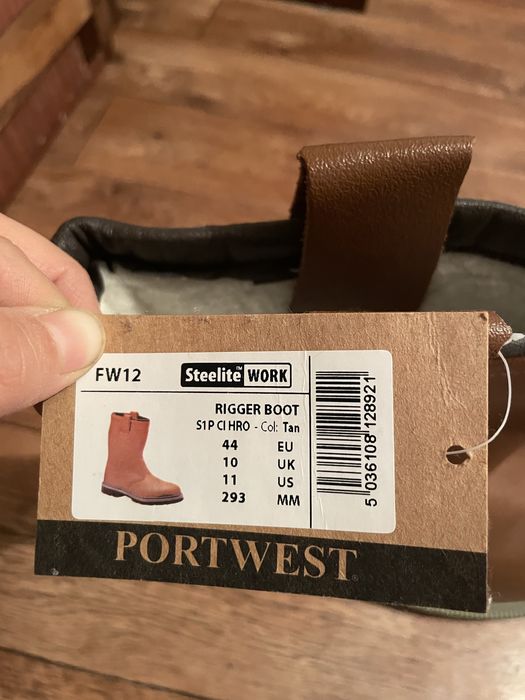 FW12
Steelite™ WORK
RIGGER BOOT
S1P CI HRO - Col: Tan
44 EU
10 UK
11 US
293 MM
5 036108 128921
PORTWEST